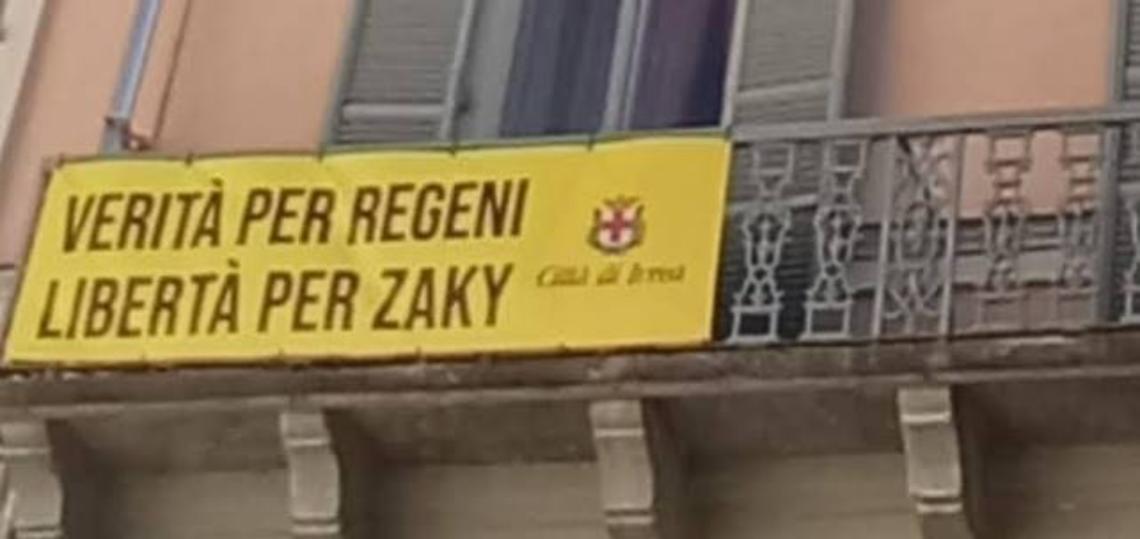 VERITÀ PER REGENI
LIBERTÀ PER ZAKY
Città di Ivrea